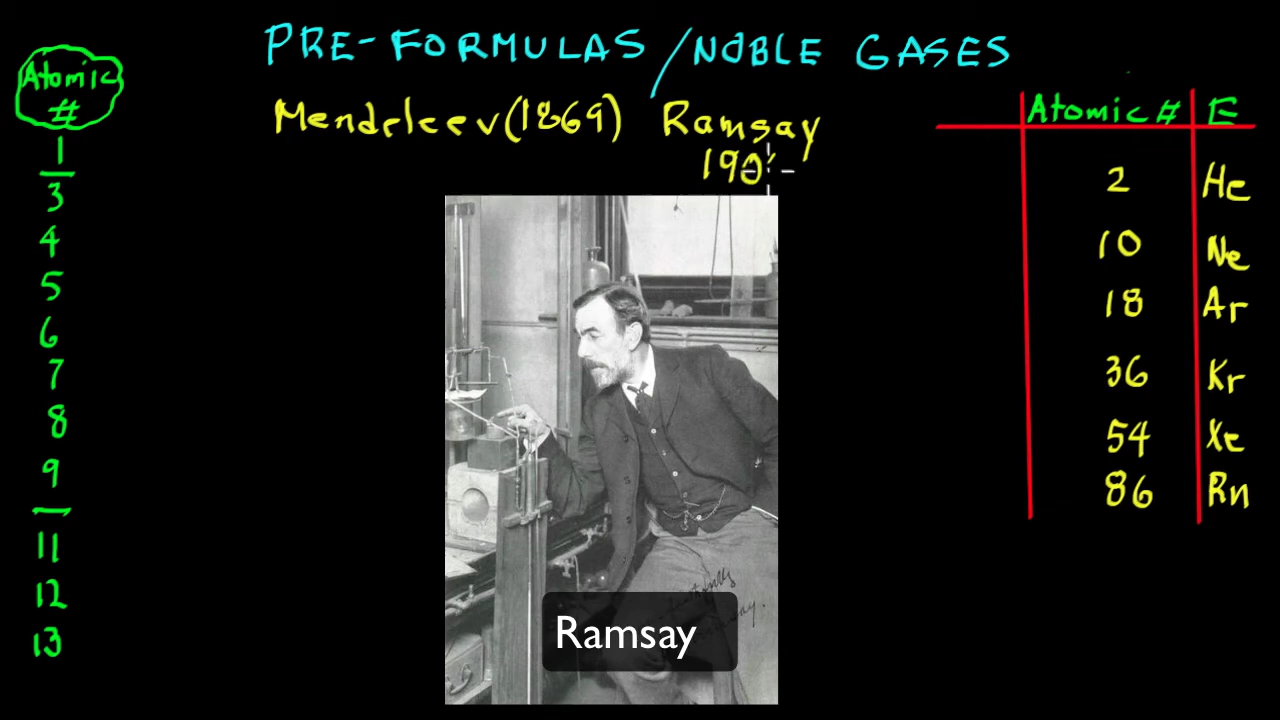 PRE-FORMULAS/NOBLE GASES
Atomic
#
1
3
4
5
6
7
8
9
11
12
13
Mendeleev(1869) Ramsay
Atomic # E
2 He
10 Ne
18 Ar
36 Kr
54 Xe
86 Rn
Ramsay